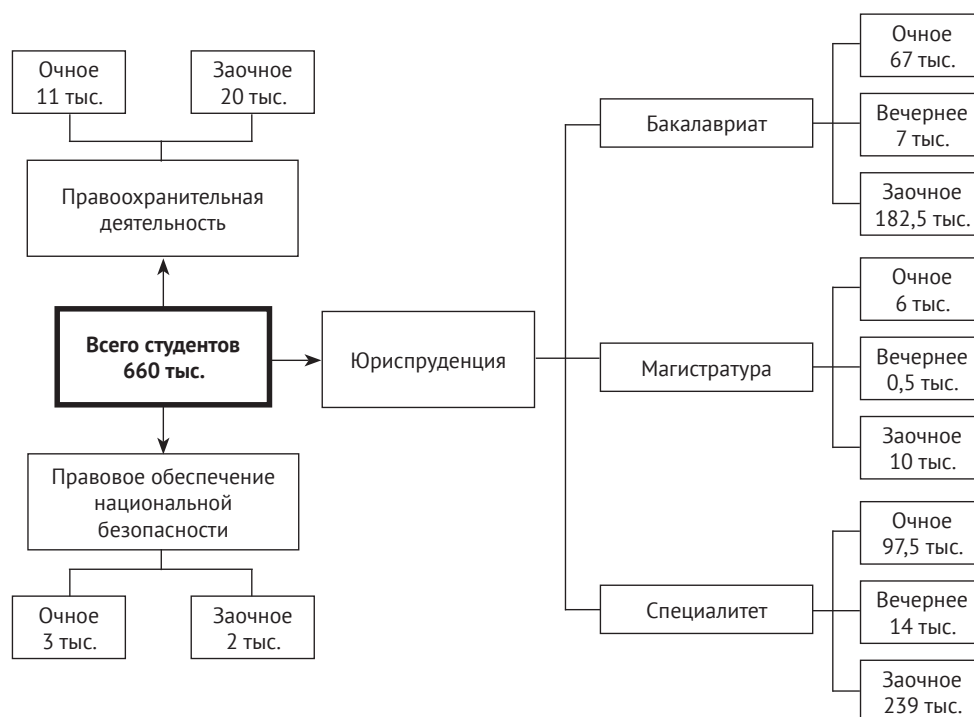 Очное
11 тыс.
Заочное
20 тыс.
Правоохранительная
деятельность
Всего студентов
660 тыс.
Правовое обеспечение
национальной
безопасности
Очное
3 тыс.
Заочное
2 тыс.
Юриспруденция
Бакалавриат
Очное
67 тыс.
Вечернее
7 тыс.
Заочное
182,5 тыс.
Магистратура
Очное
6 тыс.
Вечернее
0,5 тыс.
Заочное
10 тыс.
Специалитет
Очное
97,5 тыс.
Вечернее
14 тыс.
Заочное
239 тыс.